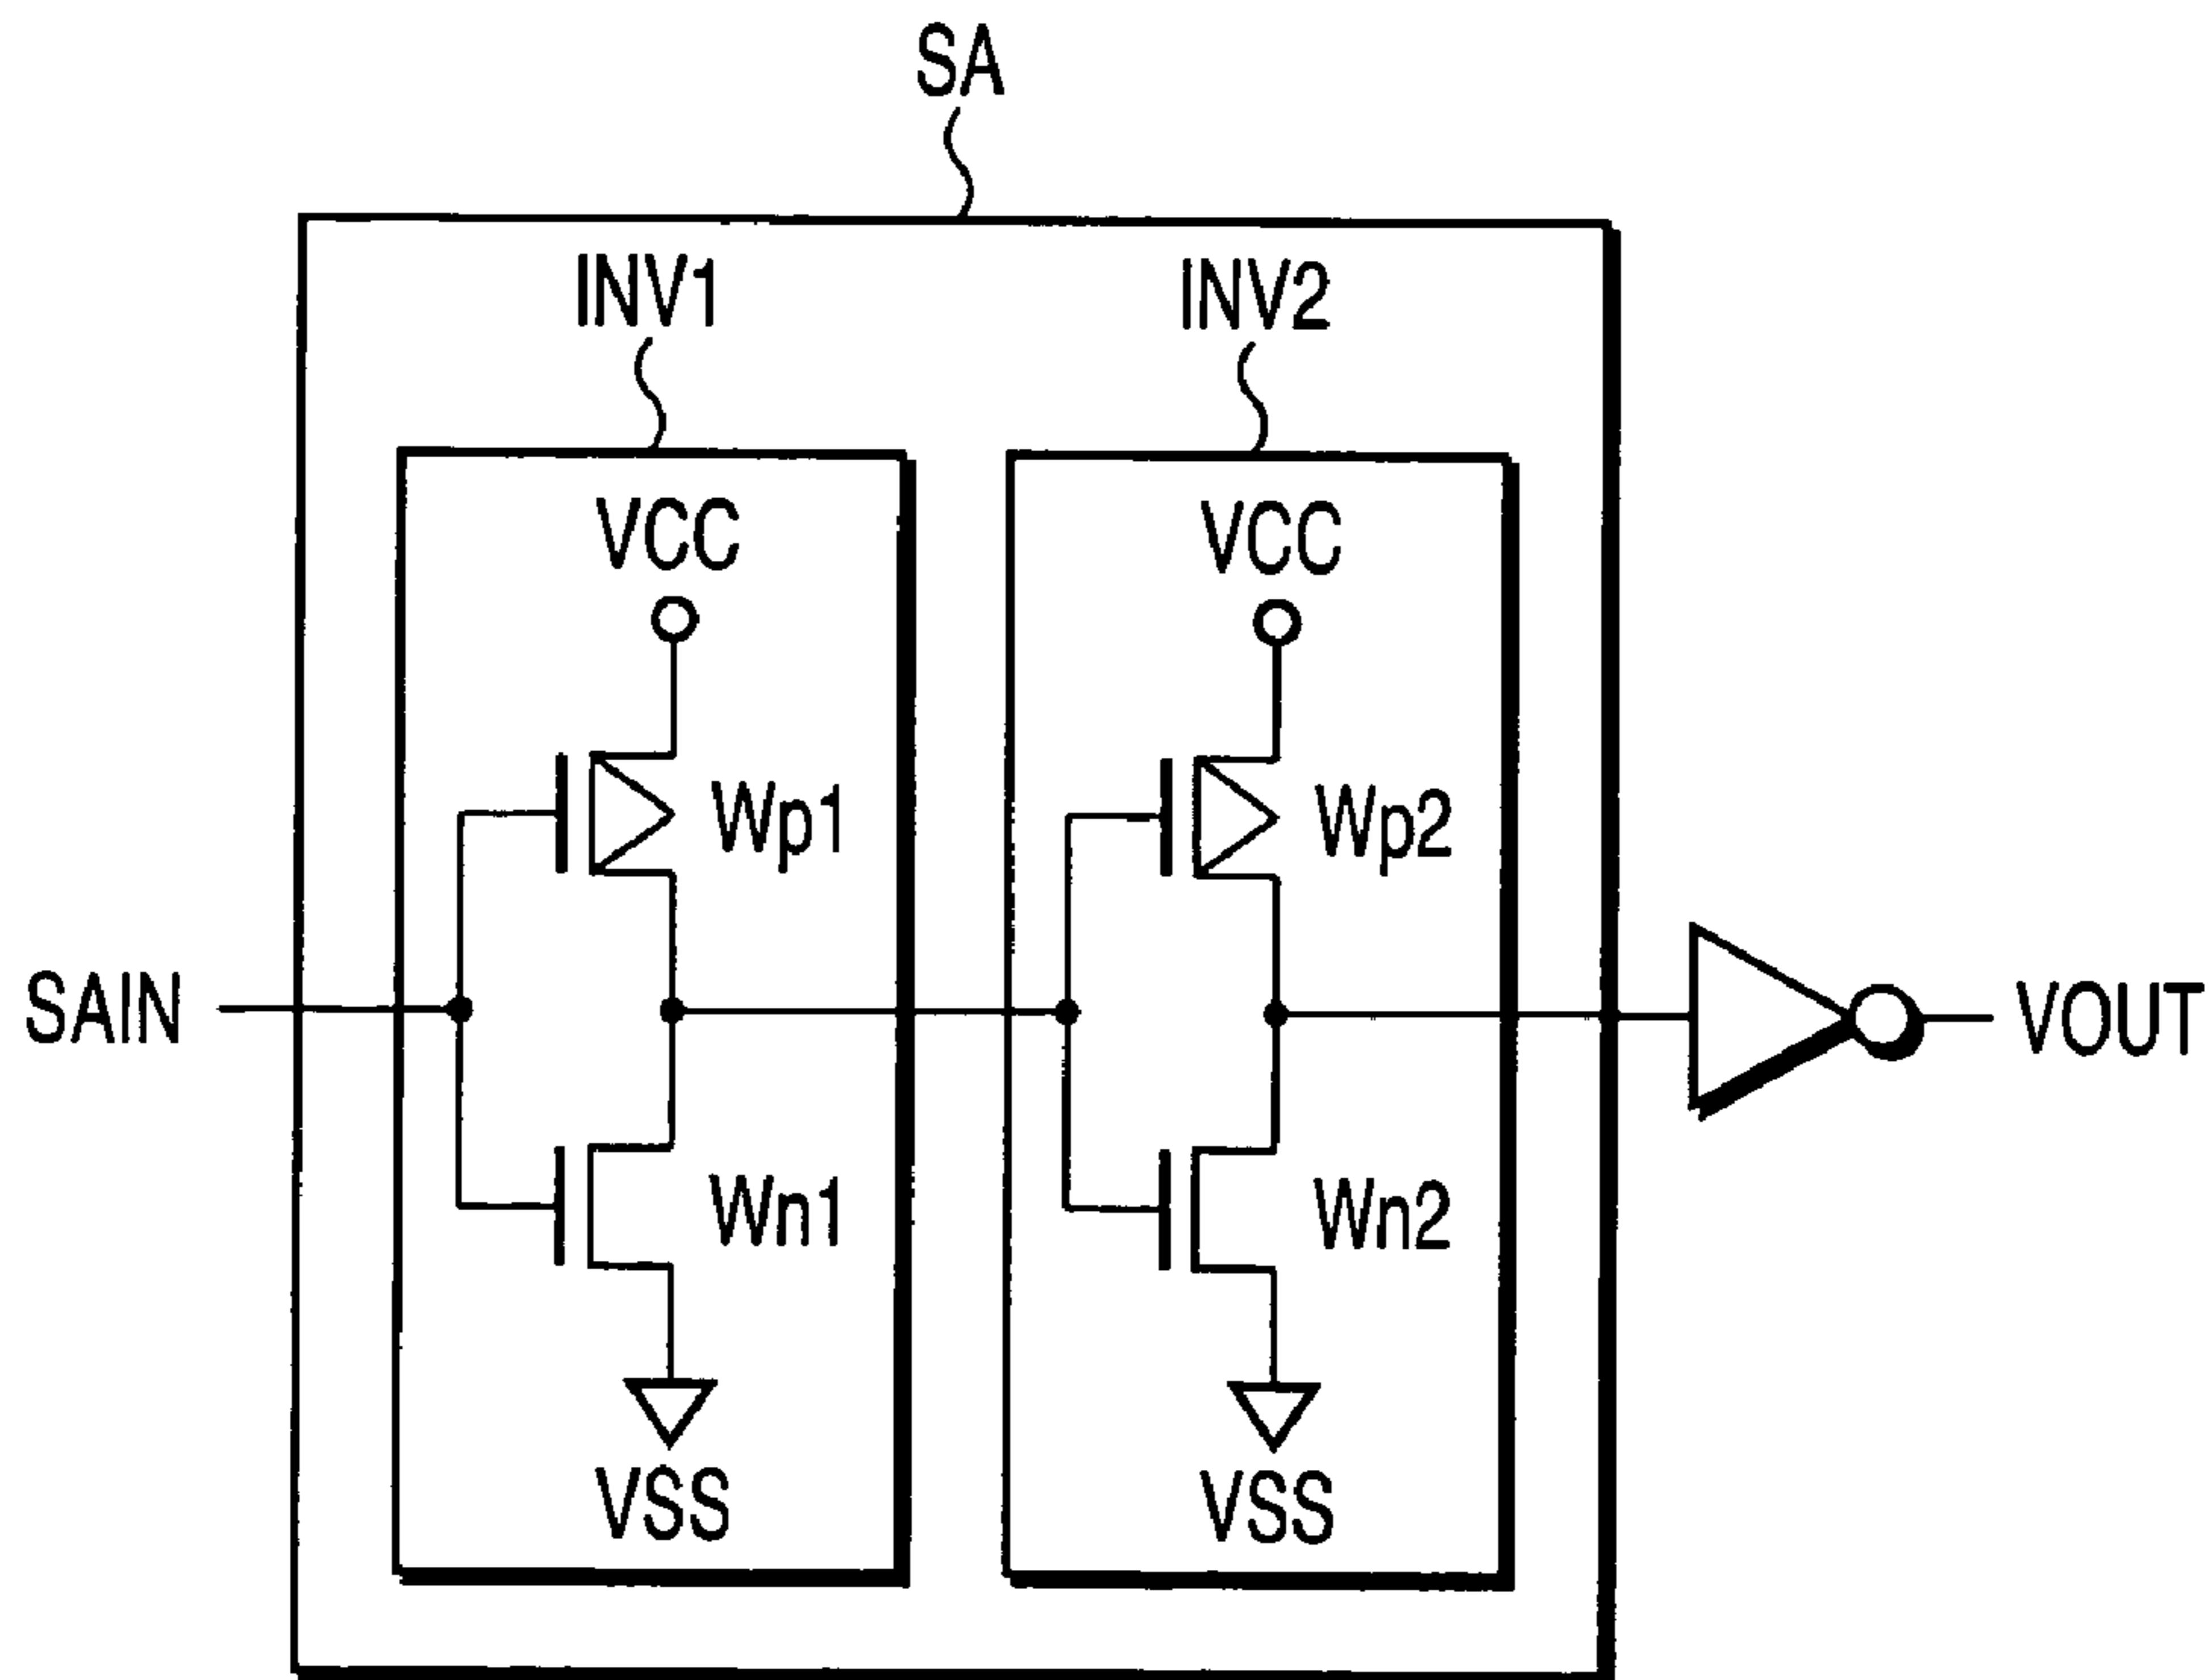 SA
INV1
INV2
VCC
VCC
Wp1
Wp2
SAIN
VOUT
Wn1
Wn2
VSS
VSS